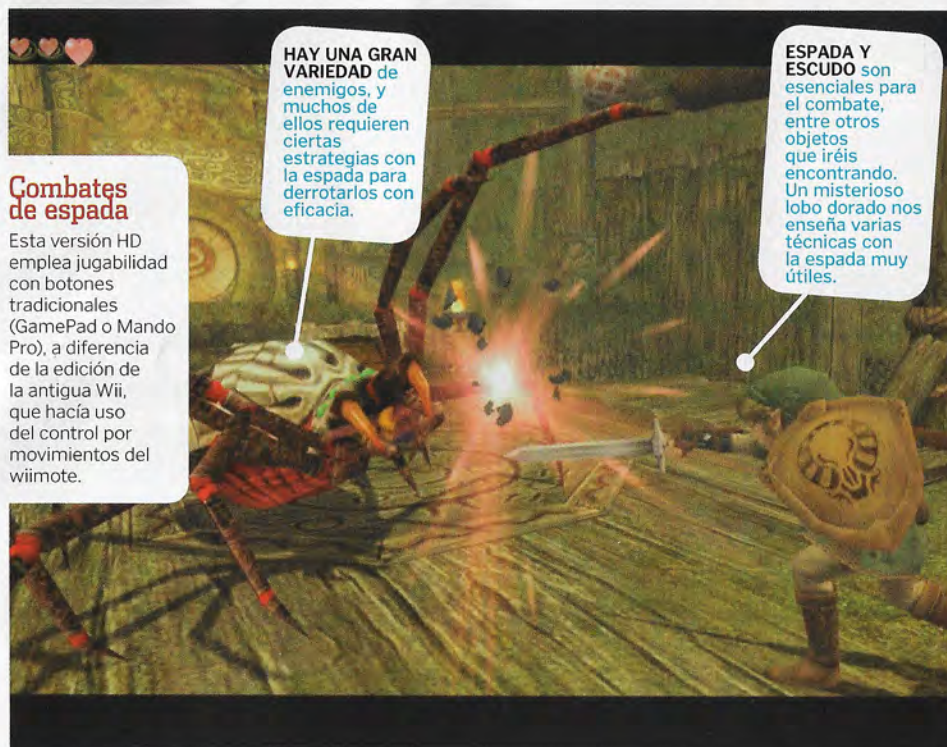 Combates
de espada
Esta versión HD
emplea jugabilidad
con botones
tradicionales
(GamePad o Mando
Pro), a diferencia
de la edición de
la antigua Wii,
que hacía uso
del control por
movimientos del
wiimote.
HAY UNA GRAN
VARIEDAD de
enemigos, y
muchos de
ellos requieren
ciertas
estrategias con
la espada para
derrotarlos con
eficacia.
ESPADA Y
ESCUDO son
esenciales para
el combate,
entre otros
objetos
que iréis
encontrando.
Un misterioso
lobo dorado nos
enseña varias
técnicas con
la espada muy
útiles.